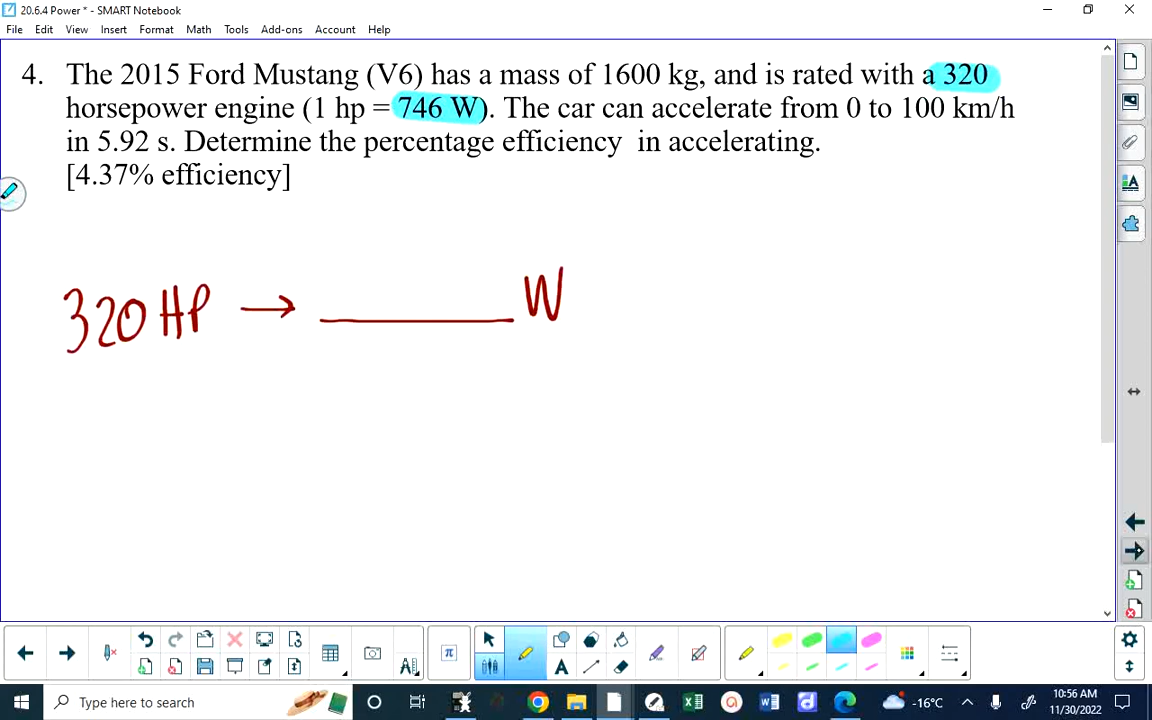 20.6.4 Power * - SMART Notebook
File Edit View Insert Format Math Tools Add-ons Account Help
4. The 2015 Ford Mustang (V6) has a mass of 1600 kg, and is rated with a 320
horsepower engine (1 hp = 746 W). The car can accelerate from 0 to 100 km/h
in 5.92 s. Determine the percentage efficiency in accelerating.
[4.37% efficiency]
320 HP → ________ W
Type here to search
-16°C
10:56 AM
11/30/2022